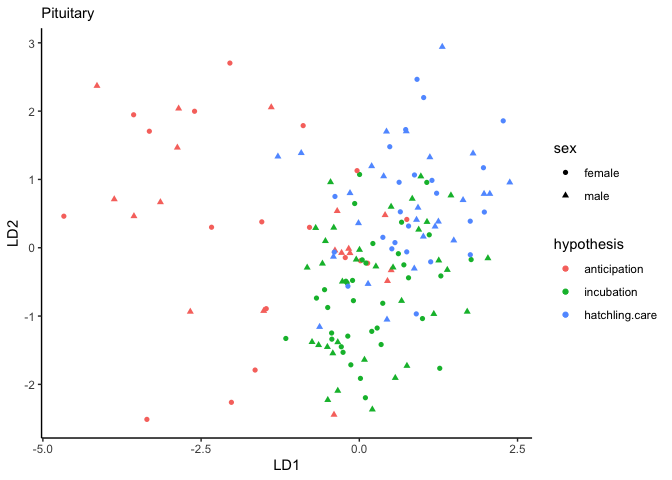 Pituitary
3
2
1
0
-1
-2
LD2
-5.0 -2.5 0.0 2.5
LD1
sex
female
male
hypothesis
anticipation
incubation
hatchling.care